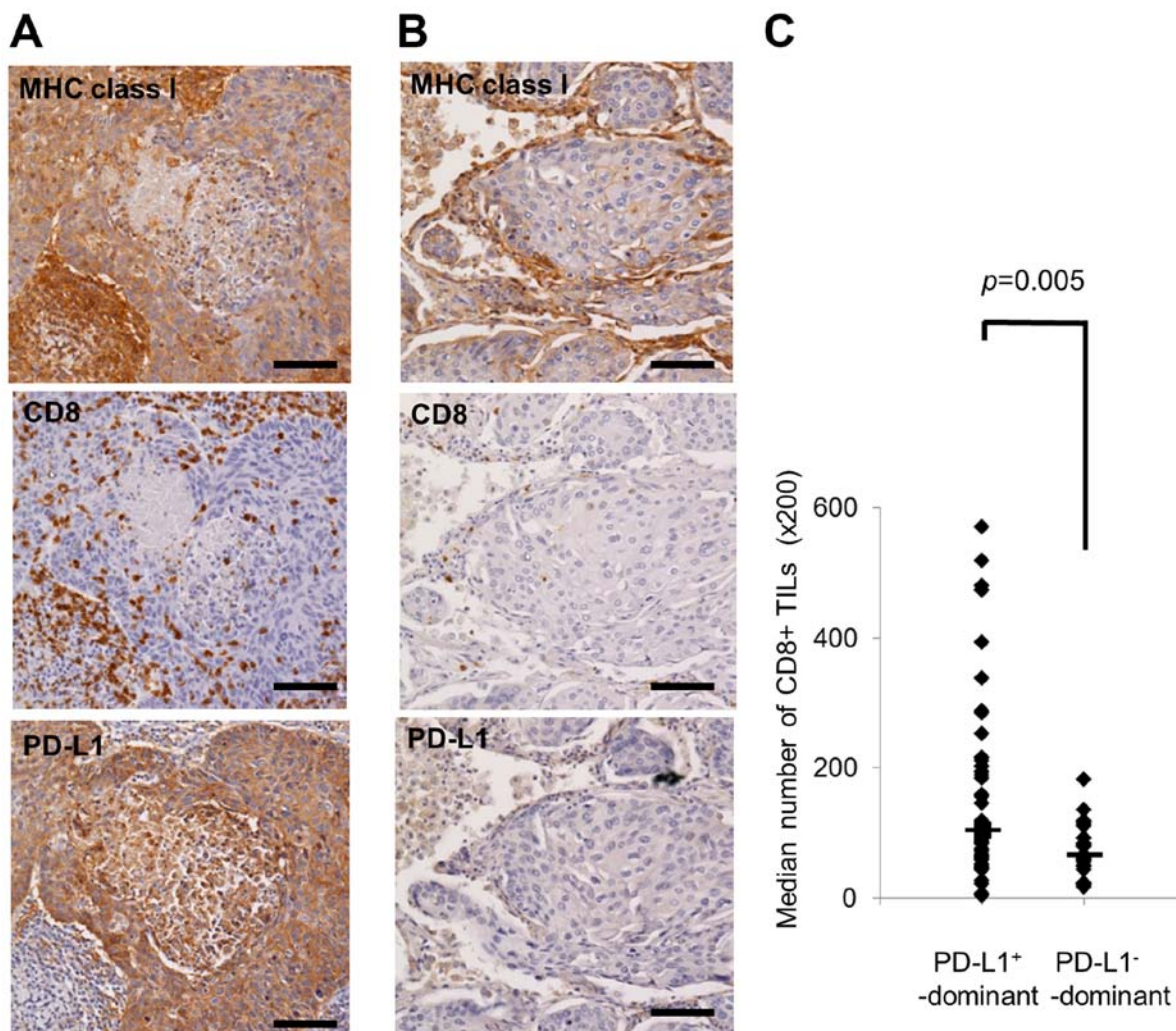 A
B
C
MHC class I
MHC class I
CD8
CD8
PD-L1
PD-L1
p=0.005
Median number of CD8+ TILs (x200)
600
400
200
0
PD-L1⁺
-dominant
PD-L1⁻
-dominant